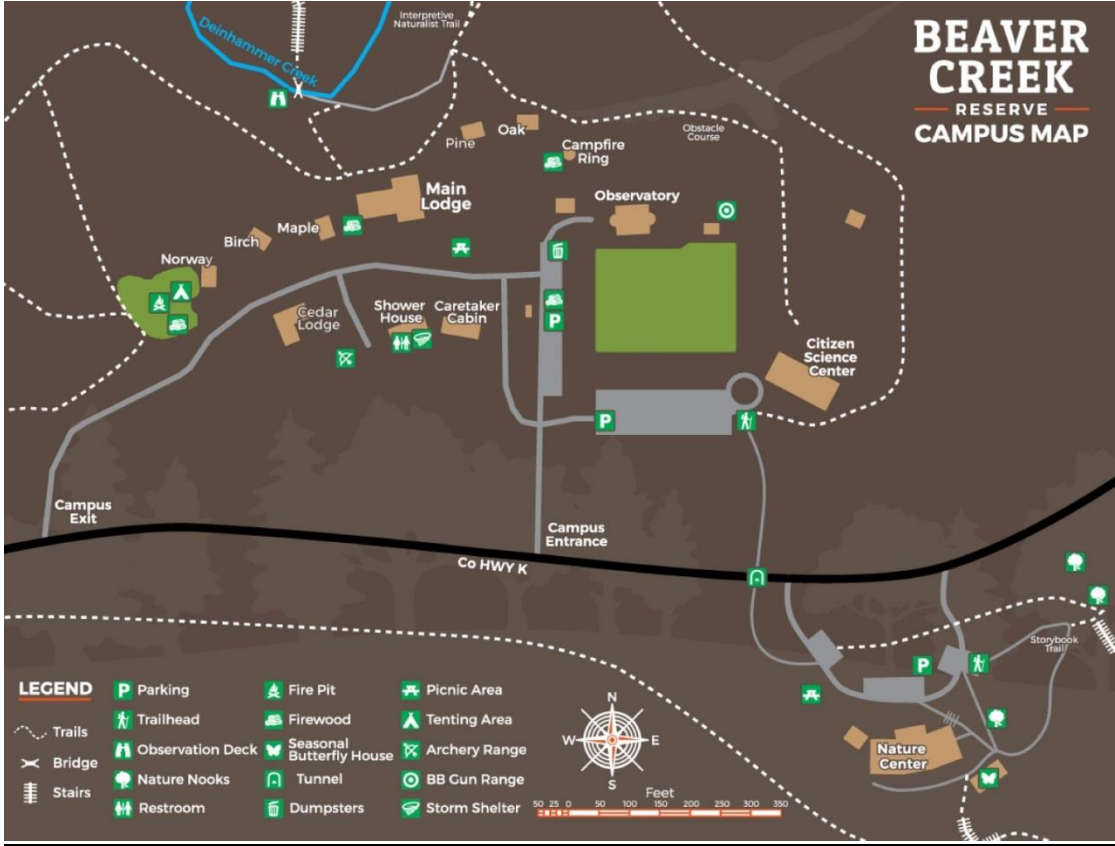 Interpretive
Naturalist Trail
Deinhammer Creek
BEAVER
CREEK
RESERVE
CAMPUS MAP
Pine
Oak
Campfire
Ring
Obstacle
Course
Main
Lodge
Observatory
Maple
Birch
Norway
Cedar
Lodge
Shower
House
Caretaker
Cabin
P
Citizen
Science
Center
P
Campus
Exit
Campus
Entrance
Co HWY K
Storybook
Trail
P
Nature
Center
LEGEND
Trails
Bridge
Stairs
P Parking
Trailhead
Observation Deck
Nature Nooks
Restroom
Fire Pit
Firewood
Seasonal
Butterfly House
Tunnel
Dumpsters
Picnic Area
Tenting Area
Archery Range
BB Gun Range
Storm Shelter
N
W E
S
Feet
50 25 0 50 100 150 200 250 300 350